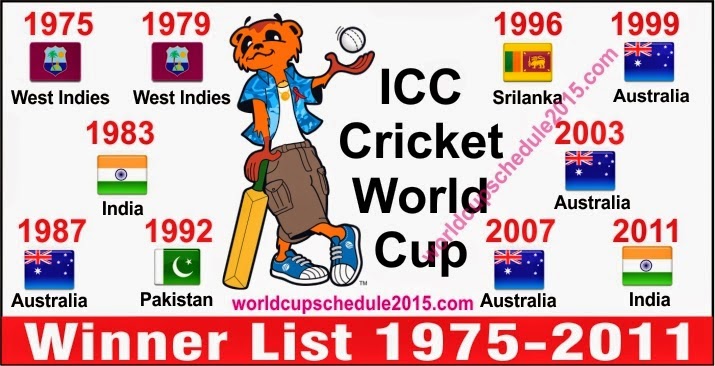 1975
West Indies
1979
West Indies
1983
India
1987
Australia
1992
Pakistan
ICC
Cricket
World
Cup
TM
1996
Srilanka
1999
Australia
2003
Australia
2007
Australia
2011
India
worldcupschedule2015.com
worldcupschedule2015.com
Winner List 1975-2011